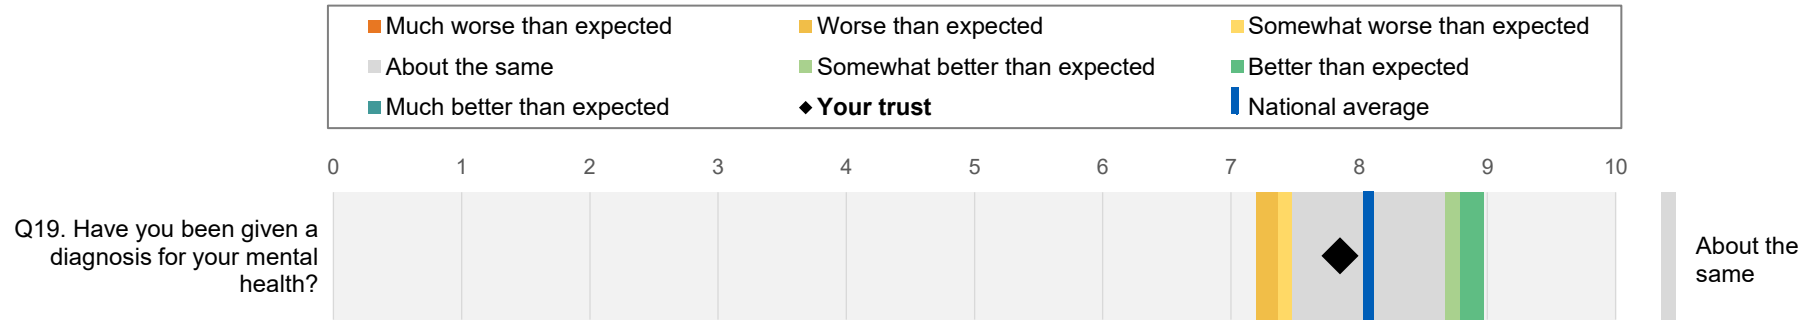 Much worse than expected
Worse than expected
Somewhat worse than expected
About the same
Somewhat better than expected
Better than expected
Much better than expected
Your trust
National average
0 1 2 3 4 5 6 7 8 9 10
Q19. Have you been given a
diagnosis for your mental
health?
About the
same